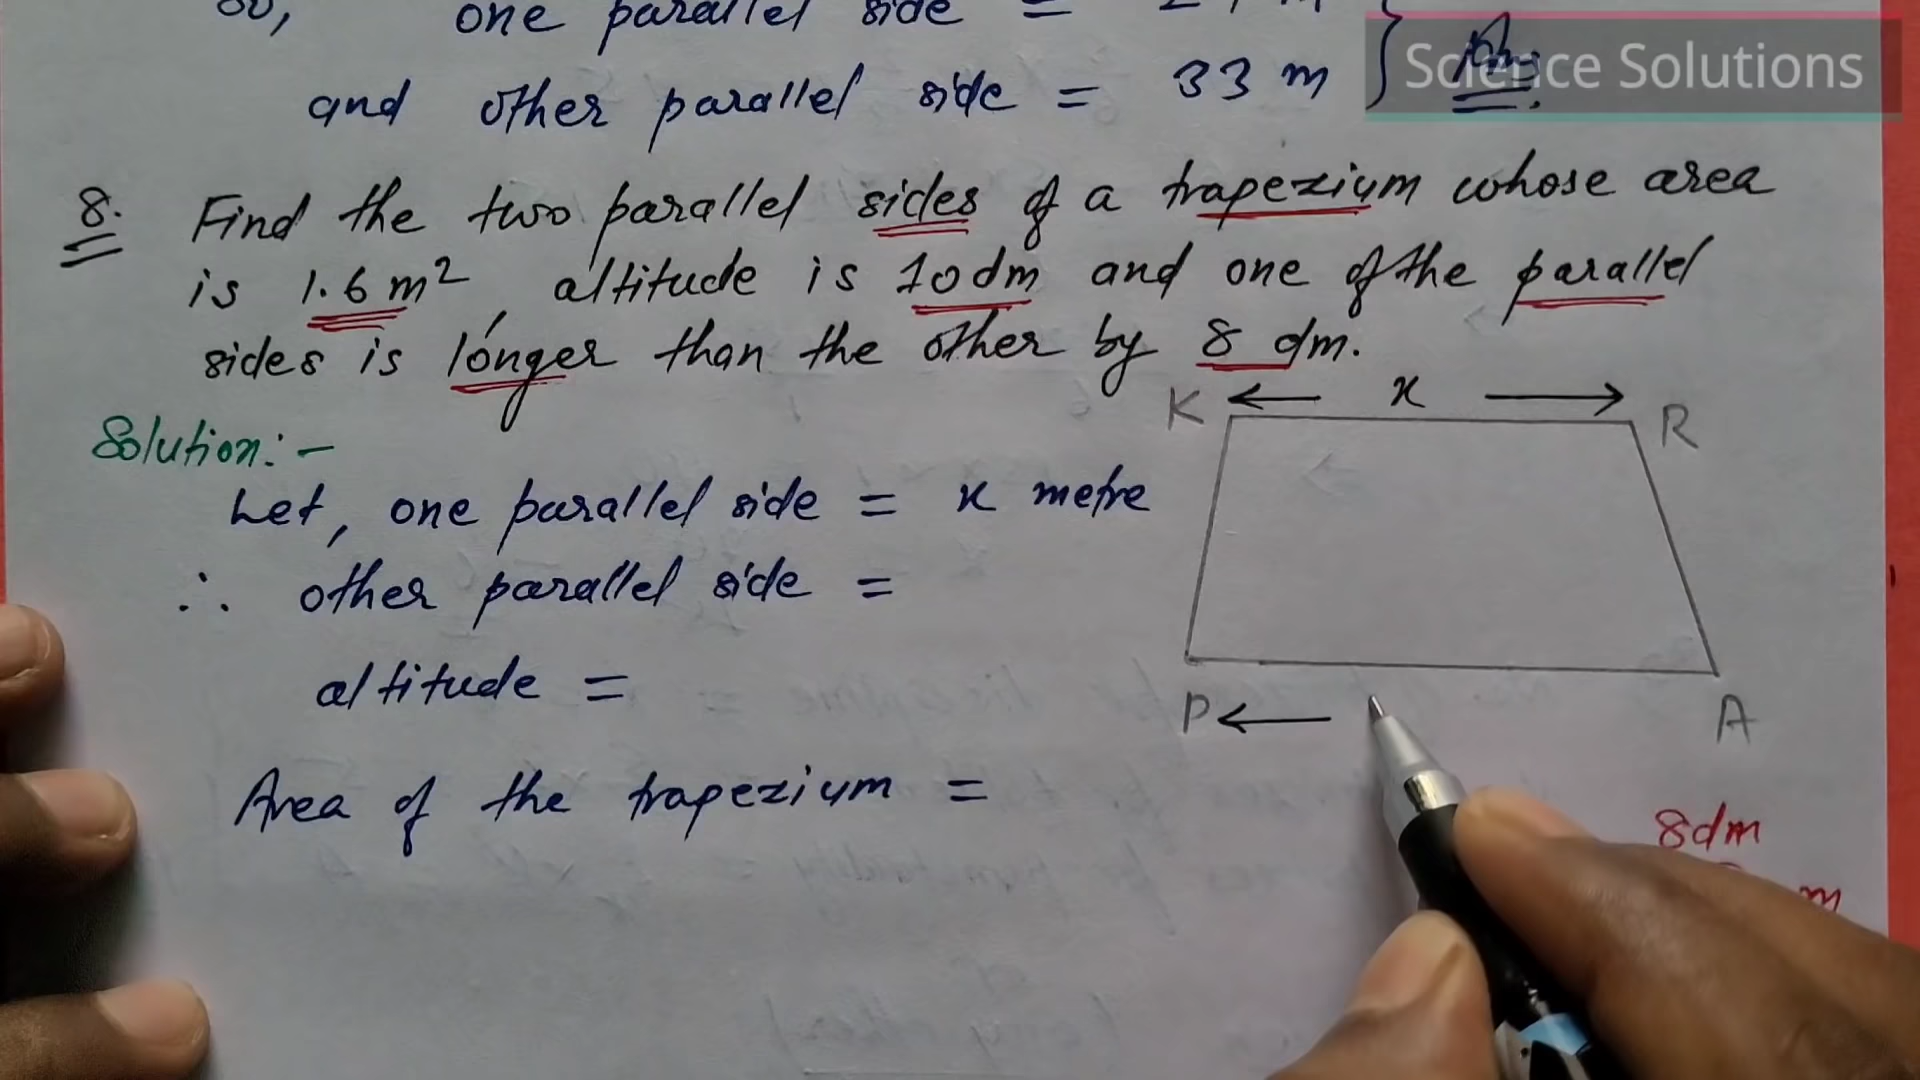 one parallel side =
and other parallel side = 33 m
Science Solutions
8. Find the two parallel sides of a trapezium whose area
is 1.6 m², altitude is 10 dm and one of the parallel
sides is longer than the other by 8 dm.
K ← x → R
Solution:-
Let, one parallel side = x metre
∴ other parallel side =
altitude =
P ← A
Area of the trapezium =
8dm
m